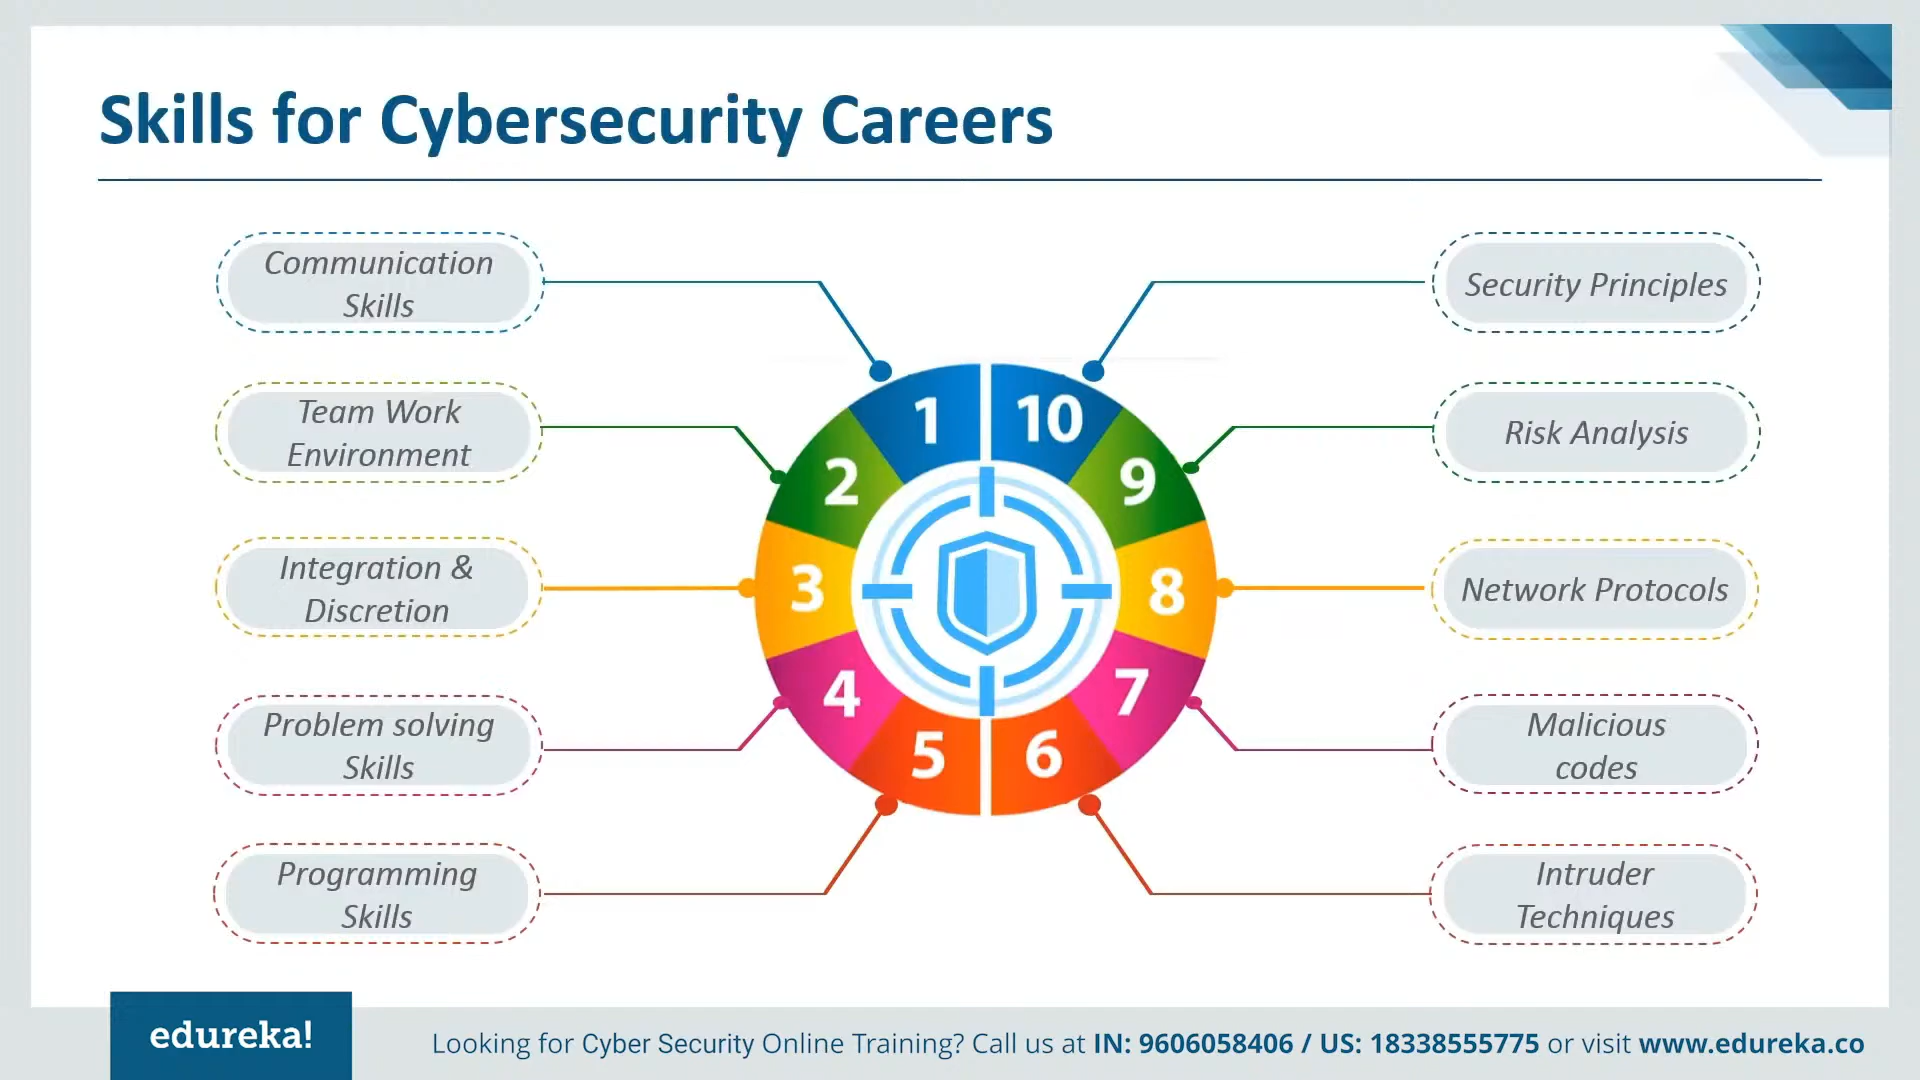 Skills for Cybersecurity Careers
Communication
Skills
Team Work
Environment
Integration &
Discretion
Problem solving
Skills
Programming
Skills
1
2
3
4
5
10
9
8
7
6
Security Principles
Risk Analysis
Network Protocols
Malicious
codes
Intruder
Techniques
edureka!
Looking for Cyber Security Online Training? Call us at IN: 9606058406 / US: 18338555775 or visit www.edureka.co